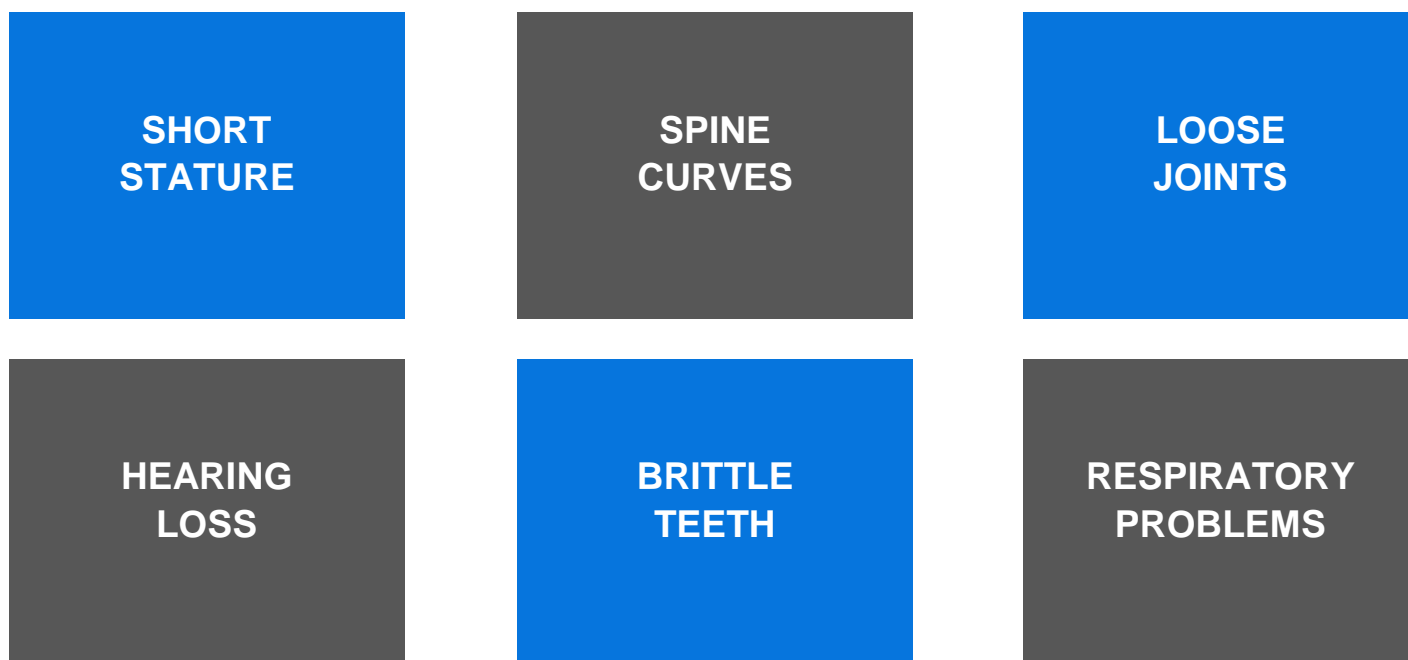 SHORT
STATURE
SPINE
CURVES
LOOSE
JOINTS
HEARING
LOSS
BRITTLE
TEETH
RESPIRATORY
PROBLEMS